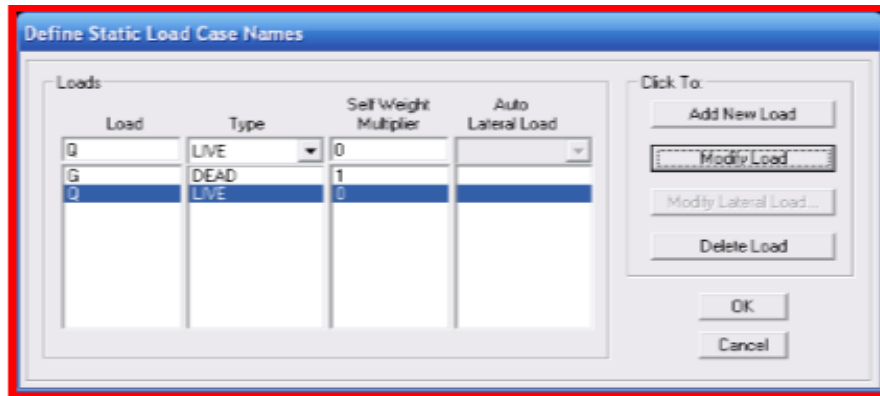 Define Static Load Case Names
Loads
Load Type Self Weight Multiplier Auto Lateral Load
Q LIVE 0
G DEAD 1
Q LIVE 0
Click To:
Add New Load
Modify Load
Modify Lateral Load...
Delete Load
OK
Cancel